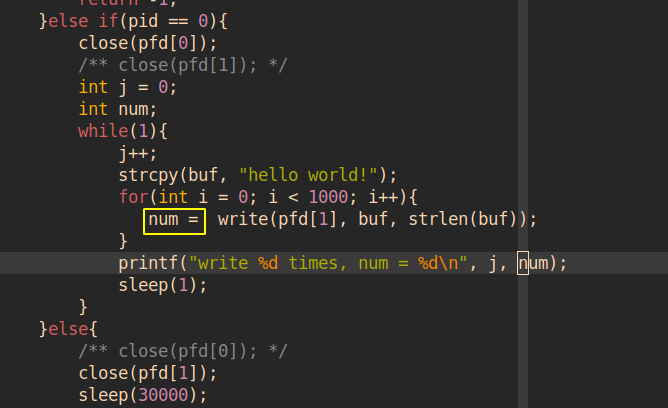 return -1;
}else if(pid == 0){
close(pfd[0]);
/** close(pfd[1]); */
int j = 0;
int num;
while(1){
j++;
strcpy(buf, "hello world!");
for(int i = 0; i < 1000; i++){
num = write(pfd[1], buf, strlen(buf));
}
printf("write %d times, num = %d\n", j, num);
sleep(1);
}
}else{
/** close(pfd[0]); */
close(pfd[1]);
sleep(30000);